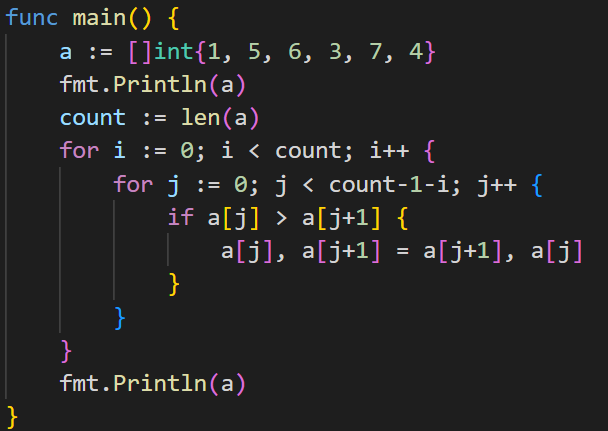 func main() {
    a := []int{1, 5, 6, 3, 7, 4}
    fmt.Println(a)
    count := len(a)
    for i := 0; i < count; i++ {
        for j := 0; j < count-1-i; j++ {
            if a[j] > a[j+1] {
                a[j], a[j+1] = a[j+1], a[j]
            }
        }
    }
    fmt.Println(a)
}